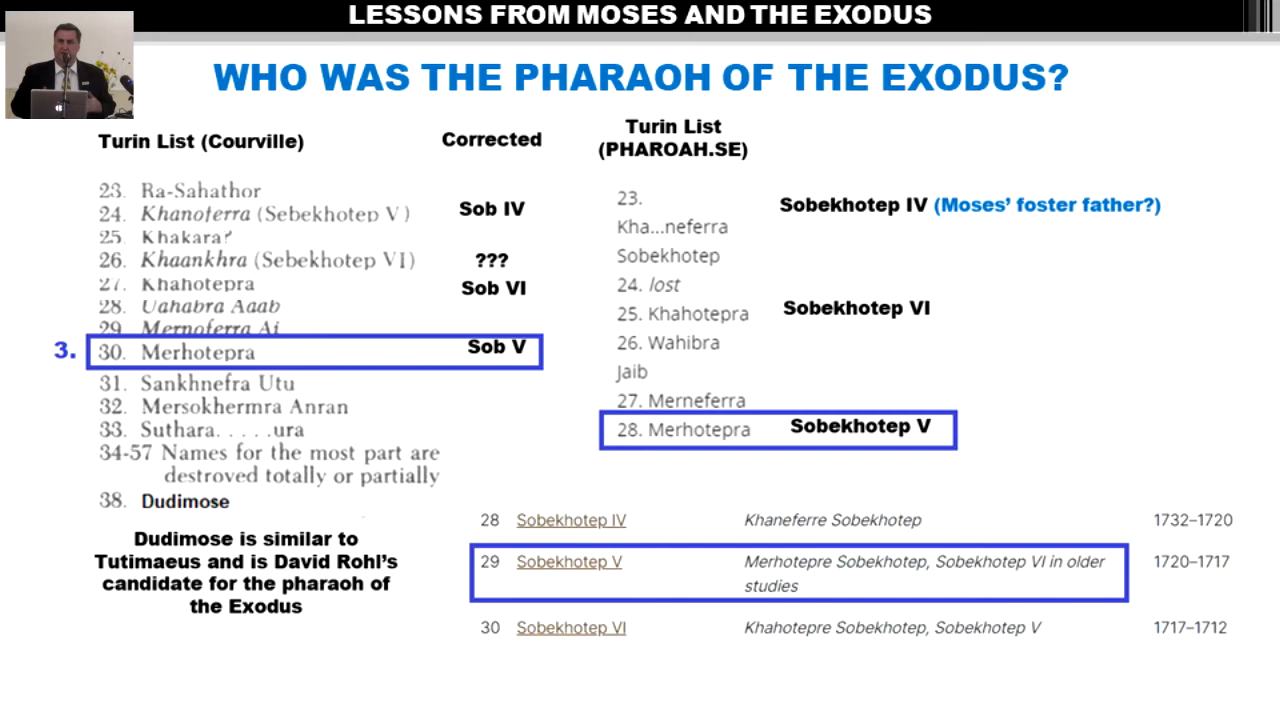 LESSONS FROM MOSES AND THE EXODUS
WHO WAS THE PHARAOH OF THE EXODUS?
Turin List (Courville)
Corrected
23. Ra-Sahathor
24. Khanoferra (Sebekhotep V)
Sob IV
25. Khakara?
26. Khaankhra (Sebekhotep VI)
???
27. Khahotepra
Sob VI
28. Uahabra Aaab
29. Mernoferra Ai
3.
30. Merhotepra
Sob V
31. Sankhnefra Utu
32. Mersokhermra Anran
33. Suthara. . . . .ura
34-57 Names for the most part are
destroyed totally or partially
38. Dudimose
Dudimose is similar to
Tutimaeus and is David Rohl's
candidate for the pharaoh of
the Exodus
Turin List
(PHAROAH.SE)
23.
Kha...neferra
Sobekhotep
Sobekhotep IV (Moses' foster father?)
24. lost
25. Khahotepra
Sobekhotep VI
26. Wahibra
Jaib
27. Merneferra
28. Merhotepra
Sobekhotep V
28 Sobekhotep IV Khaneferre Sobekhotep 1732–1720
29 Sobekhotep V Merhotepre Sobekhotep, Sobekhotep VI in older 1720–1717
studies
30 Sobekhotep VI Khahotepre Sobekhotep, Sobekhotep V 1717–1712